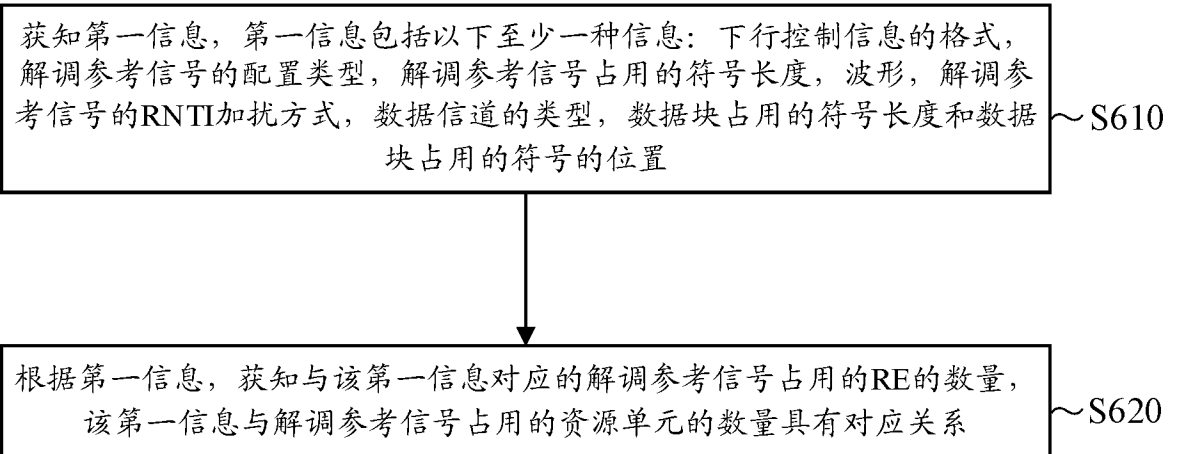 获知第一信息，第一信息包括以下至少一种信息：下行控制信息的格式，
解调参考信号的配置类型，解调参考信号占用的符号长度，波形，解调参
考信号的RNTI加扰方式，数据信道的类型，数据块占用的符号长度和数据
块占用的符号的位置
S610
根据第一信息，获知与该第一信息对应的解调参考信号占用的RE的数量，
该第一信息与解调参考信号占用的资源单元的数量具有对应关系
S620